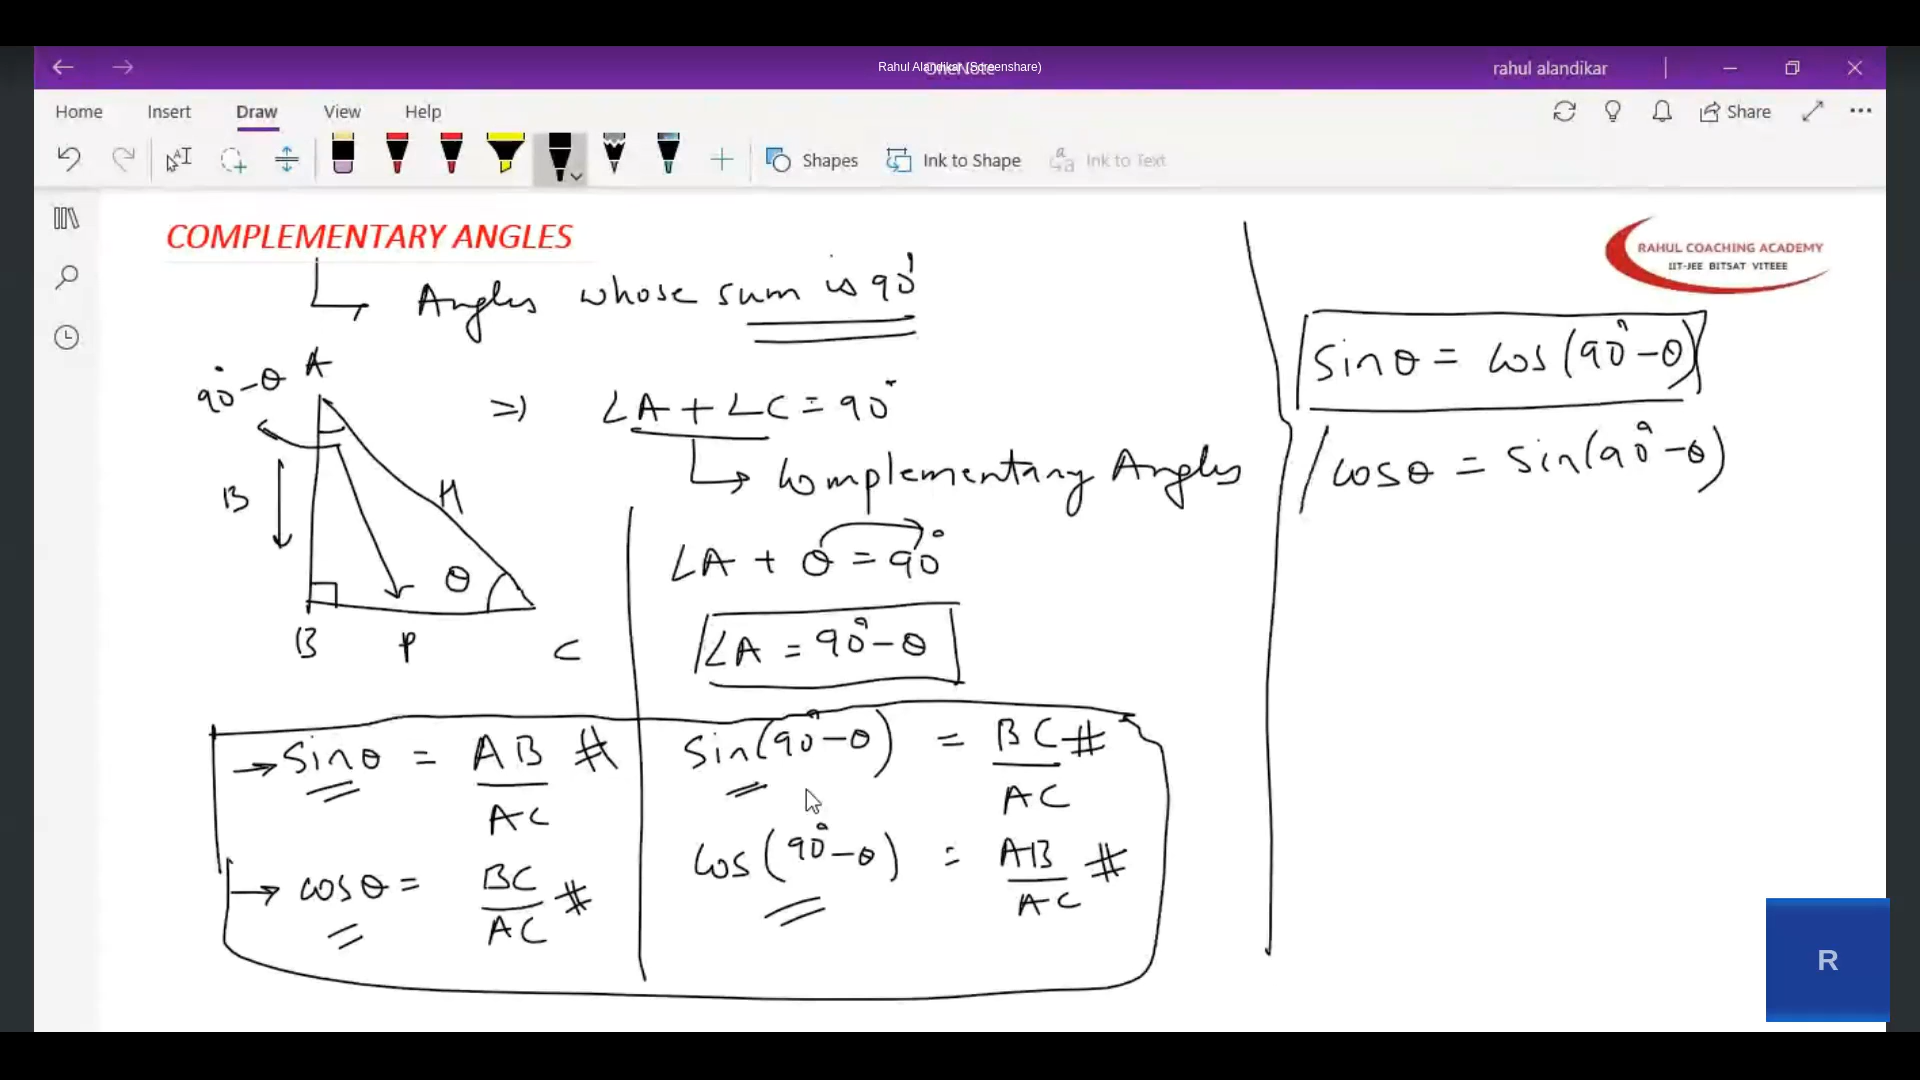 Rahul Alandikar (Screenshare)
OneNote
rahul alandikar
Home Insert Draw View Help
Share
Shapes Ink to Shape Ink to Text
COMPLEMENTARY ANGLES
RAHUL COACHING ACADEMY
IIT-JEE BITSAT VITEEE
Angles whose sum is 90°
90°-θ A
=> ∠A + ∠C = 90°
Complementary Angles
B
H
θ
B P C
∠A + θ = 90°
∠A = 90° - θ
sinθ = AB/AC #
cosθ = BC/AC #
sin(90°-θ) = BC/AC #
cos(90°-θ) = AB/AC #
sinθ = cos(90°-θ)
cosθ = sin(90°-θ)
R